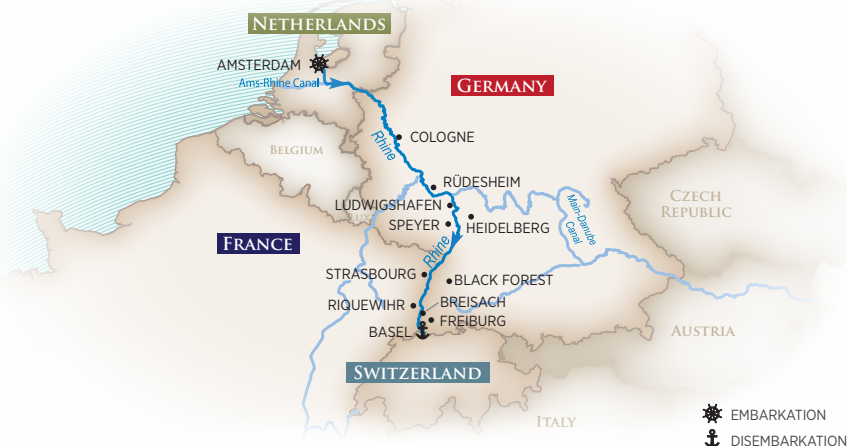 NETHERLANDS
AMSTERDAM
Ams-Rhine Canal
GERMANY
COLOGNE
Rhine
BELGIUM
RÜDESHEIM
LUDWIGSHAFEN
LUX
SPEYER
HEIDELBERG
Main-Danube
Canal
CZECH
REPUBLIC
FRANCE
Rhine
STRASBOURG
BLACK FOREST
RIQUEWIHR
BREISACH
FREIBURG
BASEL
AUSTRIA
SWITZERLAND
ITALY
EMBARKATION
DISEMBARKATION